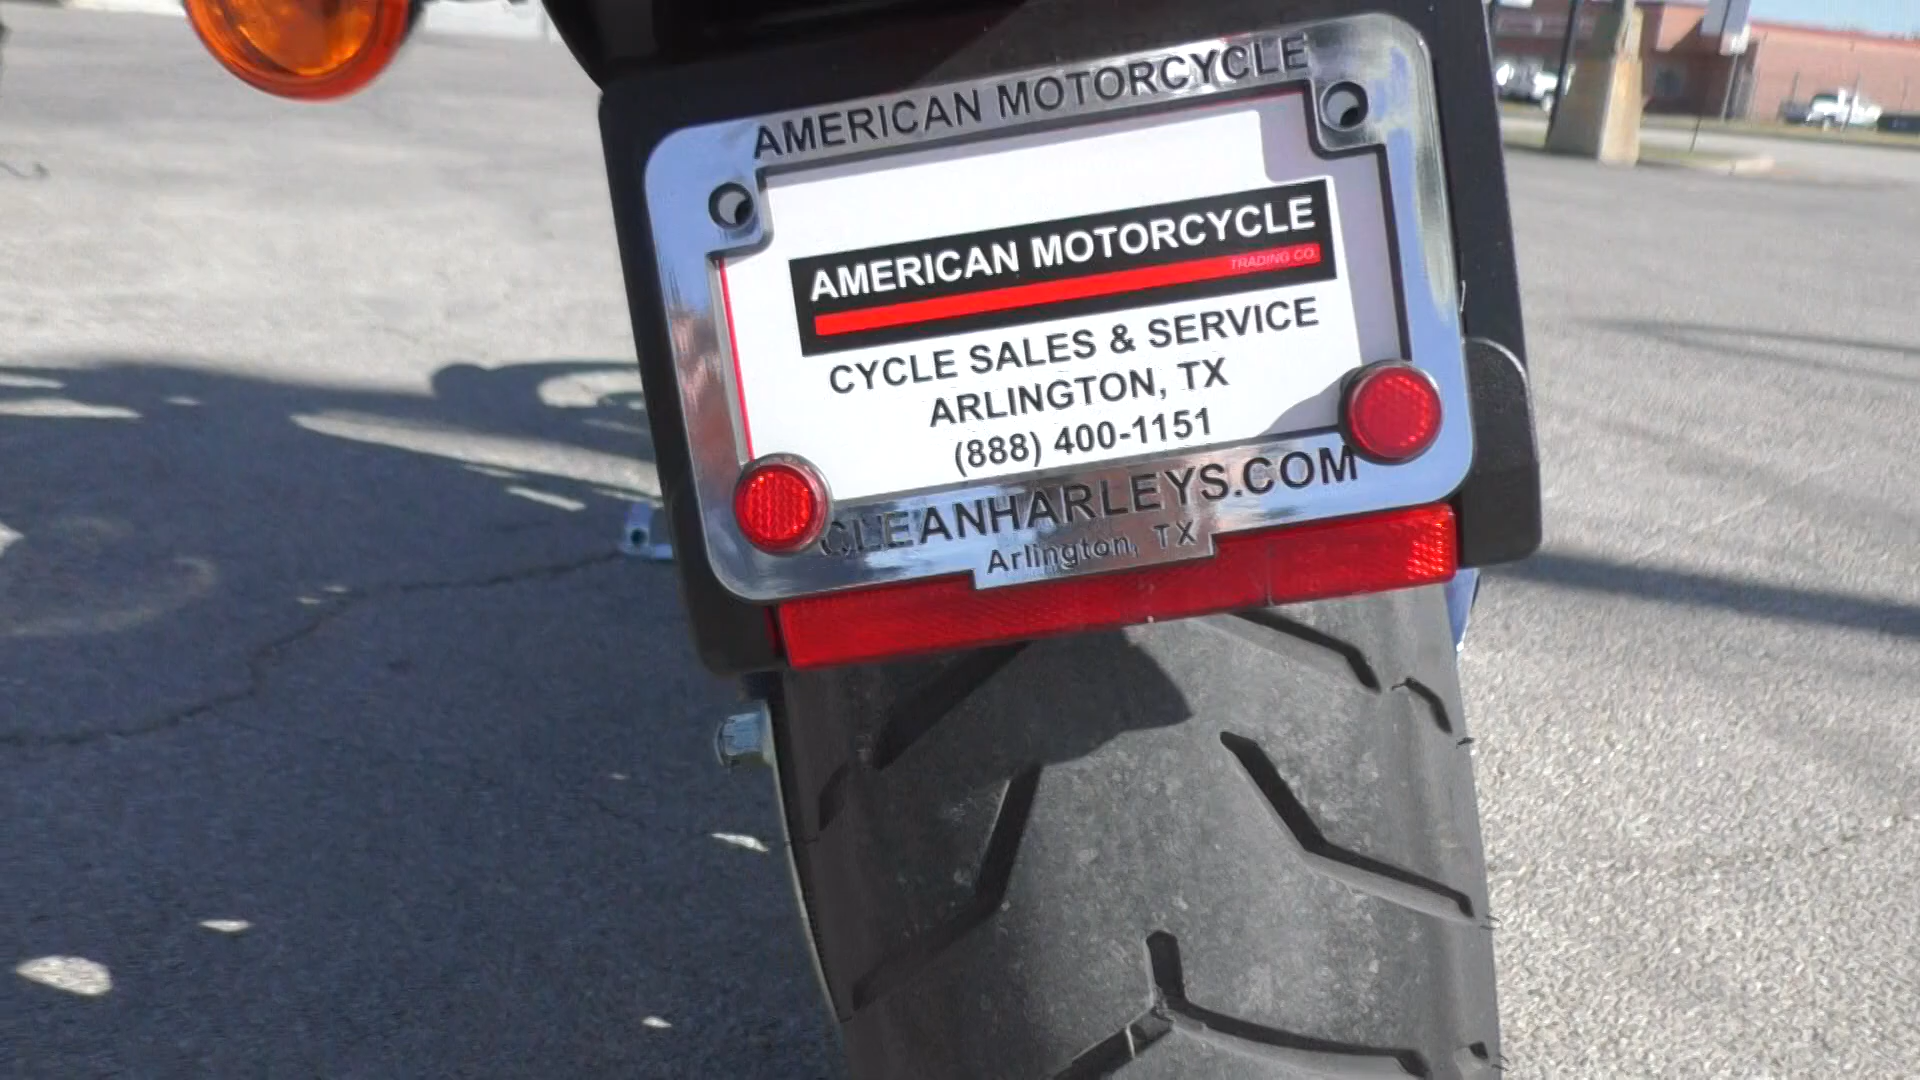 AMERICAN MOTORCYCLE
AMERICAN MOTORCYCLE
TRADING CO.
CYCLE SALES & SERVICE
ARLINGTON, TX
(888) 400-1151
CLEANHARLEYS.COM
Arlington, TX